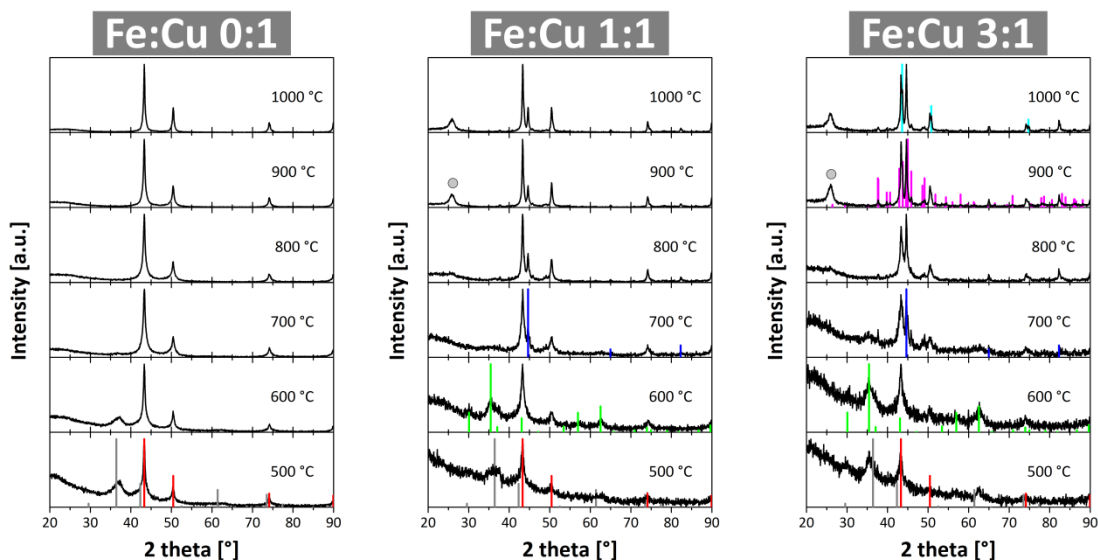 Fe:Cu 0:1
Intensity [a.u.]
1000 °C
900 °C
800 °C
700 °C
600 °C
500 °C
20 30 40 50 60 70 80 90
2 theta [°]
Fe:Cu 1:1
Intensity [a.u.]
1000 °C
900 °C
800 °C
700 °C
600 °C
500 °C
20 30 40 50 60 70 80 90
2 theta [°]
Fe:Cu 3:1
Intensity [a.u.]
1000 °C
900 °C
800 °C
700 °C
600 °C
500 °C
20 30 40 50 60 70 80 90
2 theta [°]